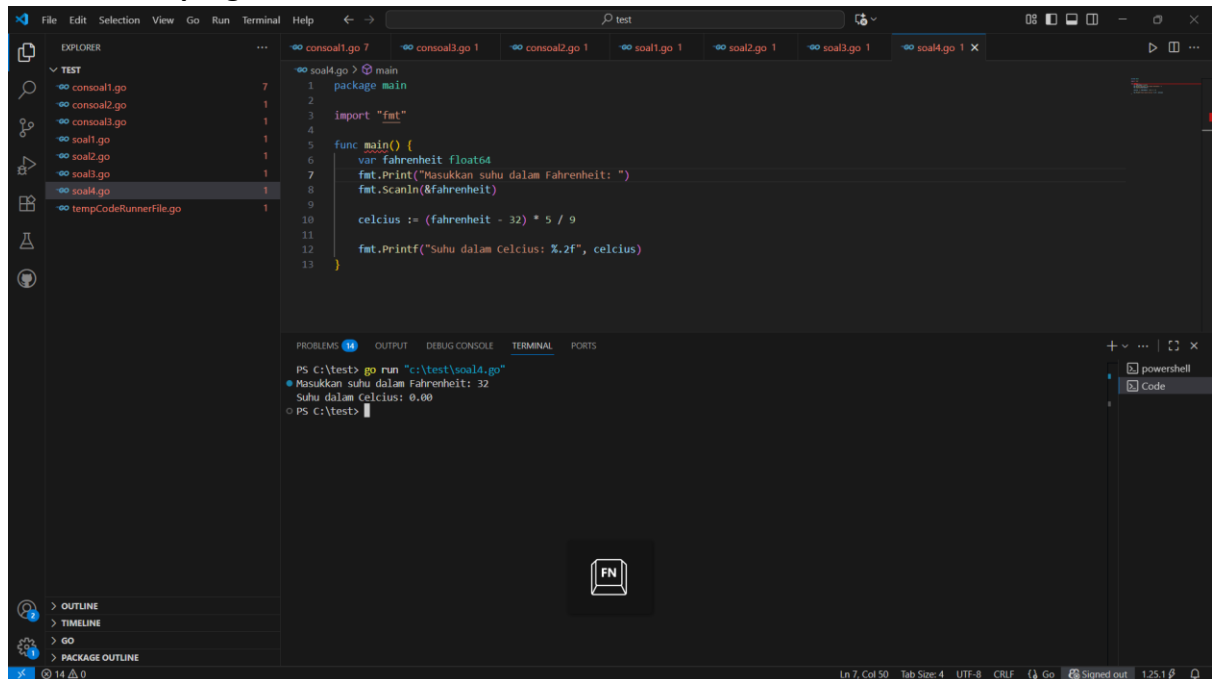 File Edit Selection View Go Run Terminal Help
test
EXPLORER
TEST
consoal1.go 7
consoal2.go 1
consoal3.go 1
soal1.go 1
soal2.go 1
soal3.go 1
soal4.go 1
tempCodeRunnerFile.go 1
OUTLINE
TIMELINE
GO
PACKAGE OUTLINE
consoal1.go 7 consoal3.go 1 consoal2.go 1 soal1.go 1 soal2.go 1 soal3.go 1 soal4.go 1
soal4.go > main
1 package main
2
3 import "fmt"
4
5 func main() {
6 var fahrenheit float64
7 fmt.Print("Masukkan suhu dalam Fahrenheit: ")
8 fmt.Scanln(&fahrenheit)
9
10 celcius := (fahrenheit - 32) * 5 / 9
11
12 fmt.Printf("Suhu dalam Celcius: %.2f", celcius)
13 }
PROBLEMS 14 OUTPUT DEBUG CONSOLE TERMINAL PORTS
PS C:\test> go run "c:\test\soal4.go"
Masukkan suhu dalam Fahrenheit: 32
Suhu dalam Celcius: 0.00
PS C:\test>
powershell
Code
FN
2
1
14 0
Ln 7, Col 50 Tab Size: 4 UTF-8 CRLF Go Signed out 1.25.1